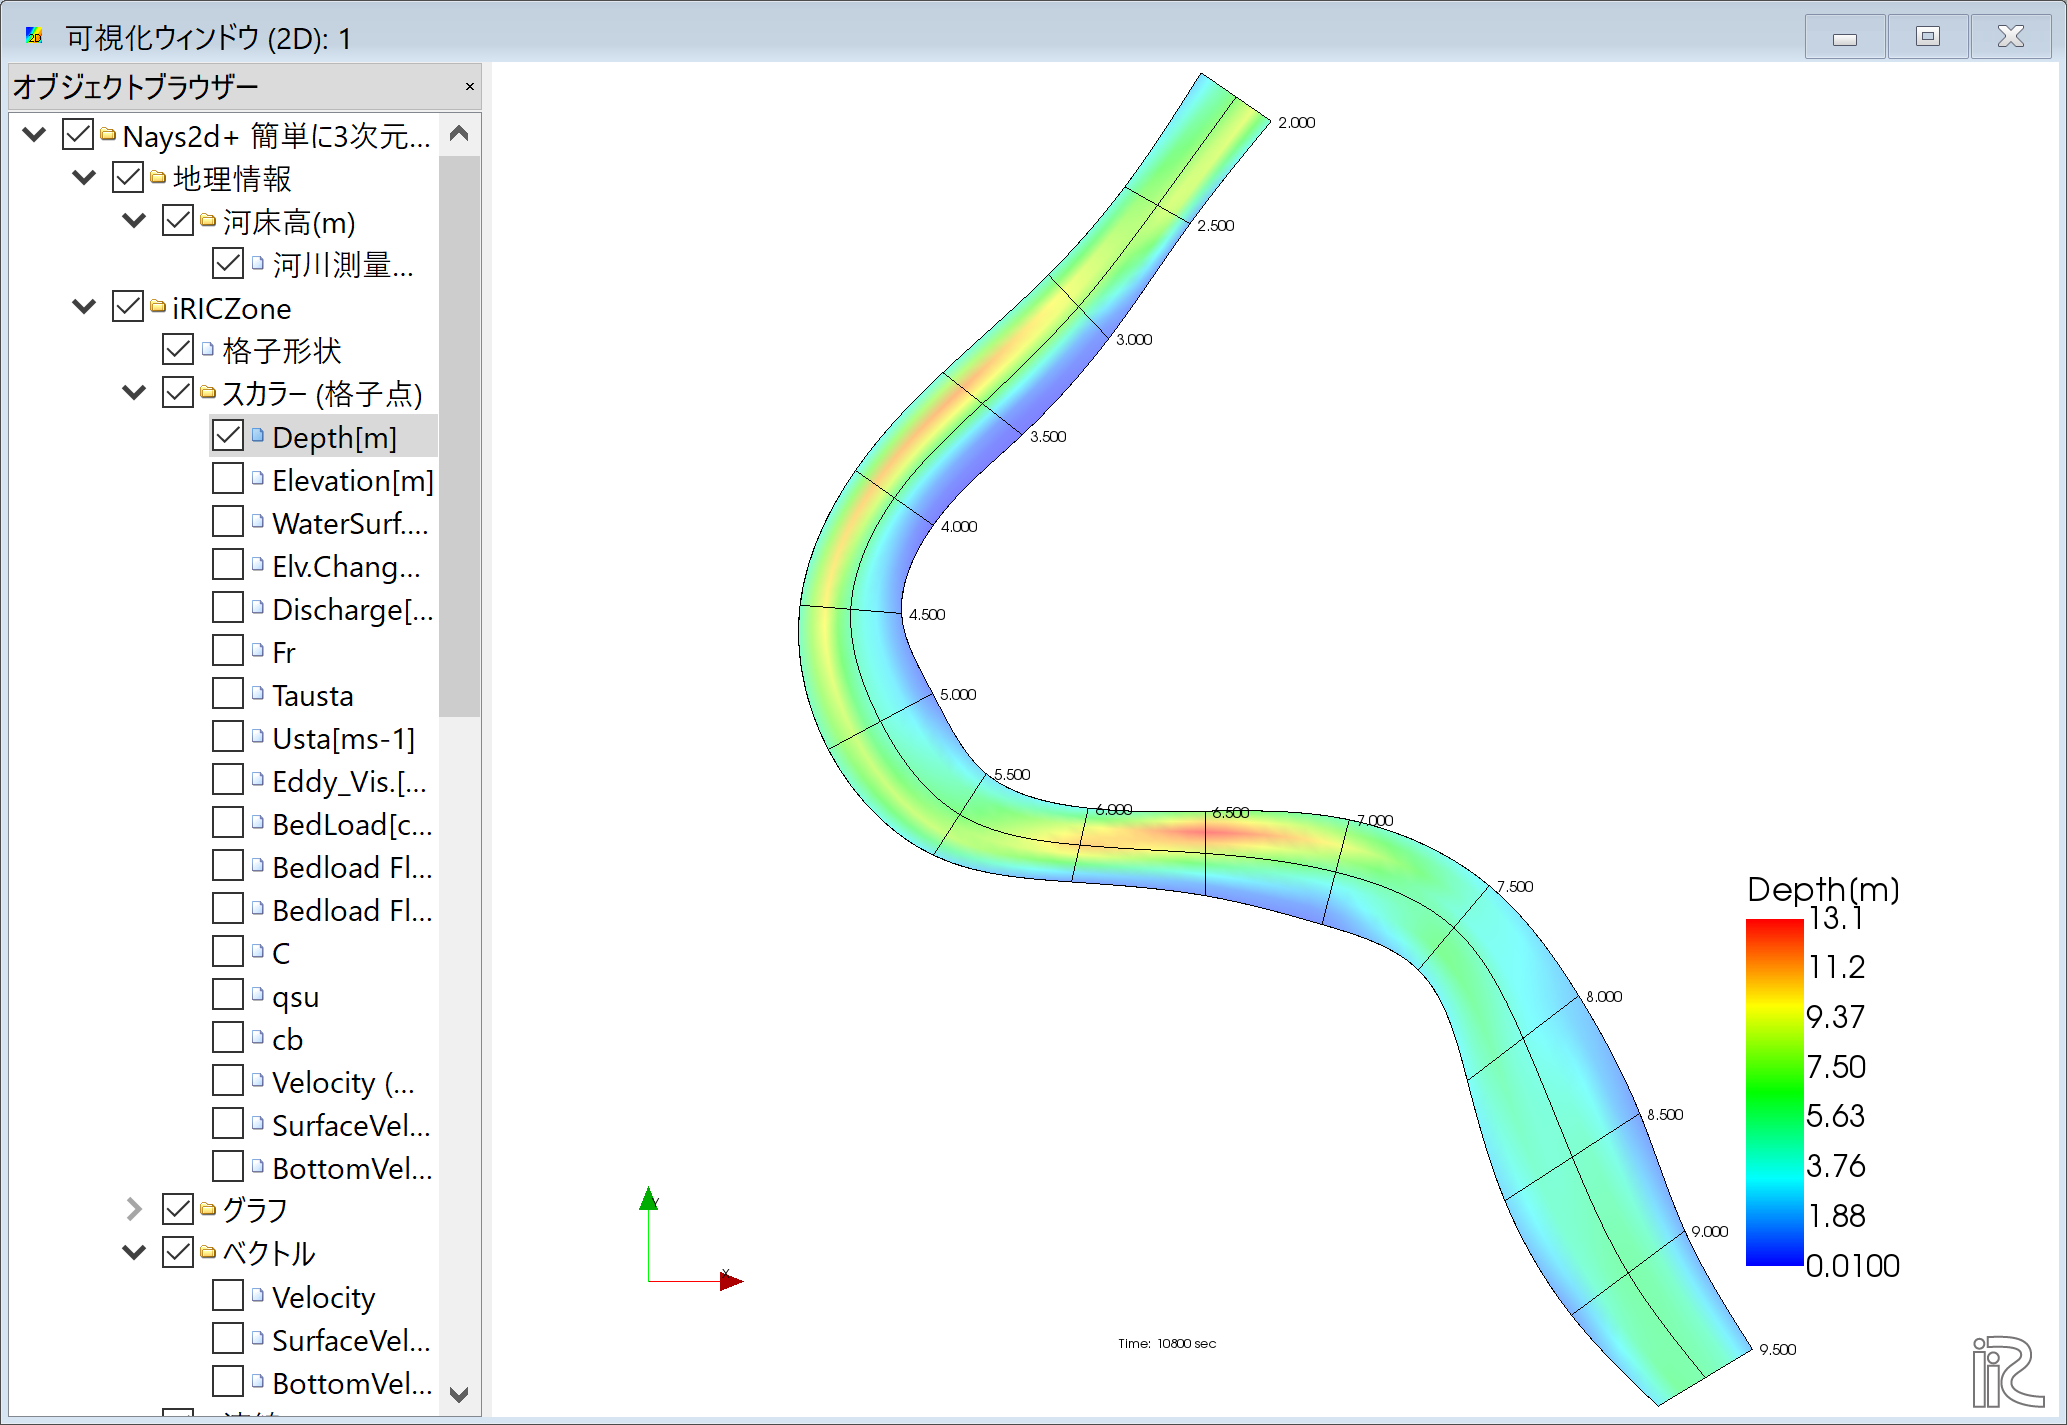 可視化ウィンドウ (2D): 1
オブジェクトブラウザー
Nays2d+ 簡単に3次元...
地理情報
河床高(m)
河川測量...
iRICZone
格子形状
スカラー (格子点)
Depth[m]
Elevation[m]
WaterSurf....
Elv.Chang...
Discharge[...
Fr
Tausta
Usta[ms-1]
Eddy_Vis.[...
BedLoad[c...
Bedload Fl...
Bedload Fl...
C
qsu
cb
Velocity (...
SurfaceVel...
BottomVel...
グラフ
ベクトル
Velocity
SurfaceVel...
BottomVel...
2.000
2.500
3.000
3.500
4.000
4.500
5.000
5.500
6.000
6.500
7.000
7.500
8.000
8.500
9.000
9.500
Depth(m)
13.1
11.2
9.37
7.50
5.63
3.76
1.88
0.0100
Y
X
Time: 10800 sec
iRiC